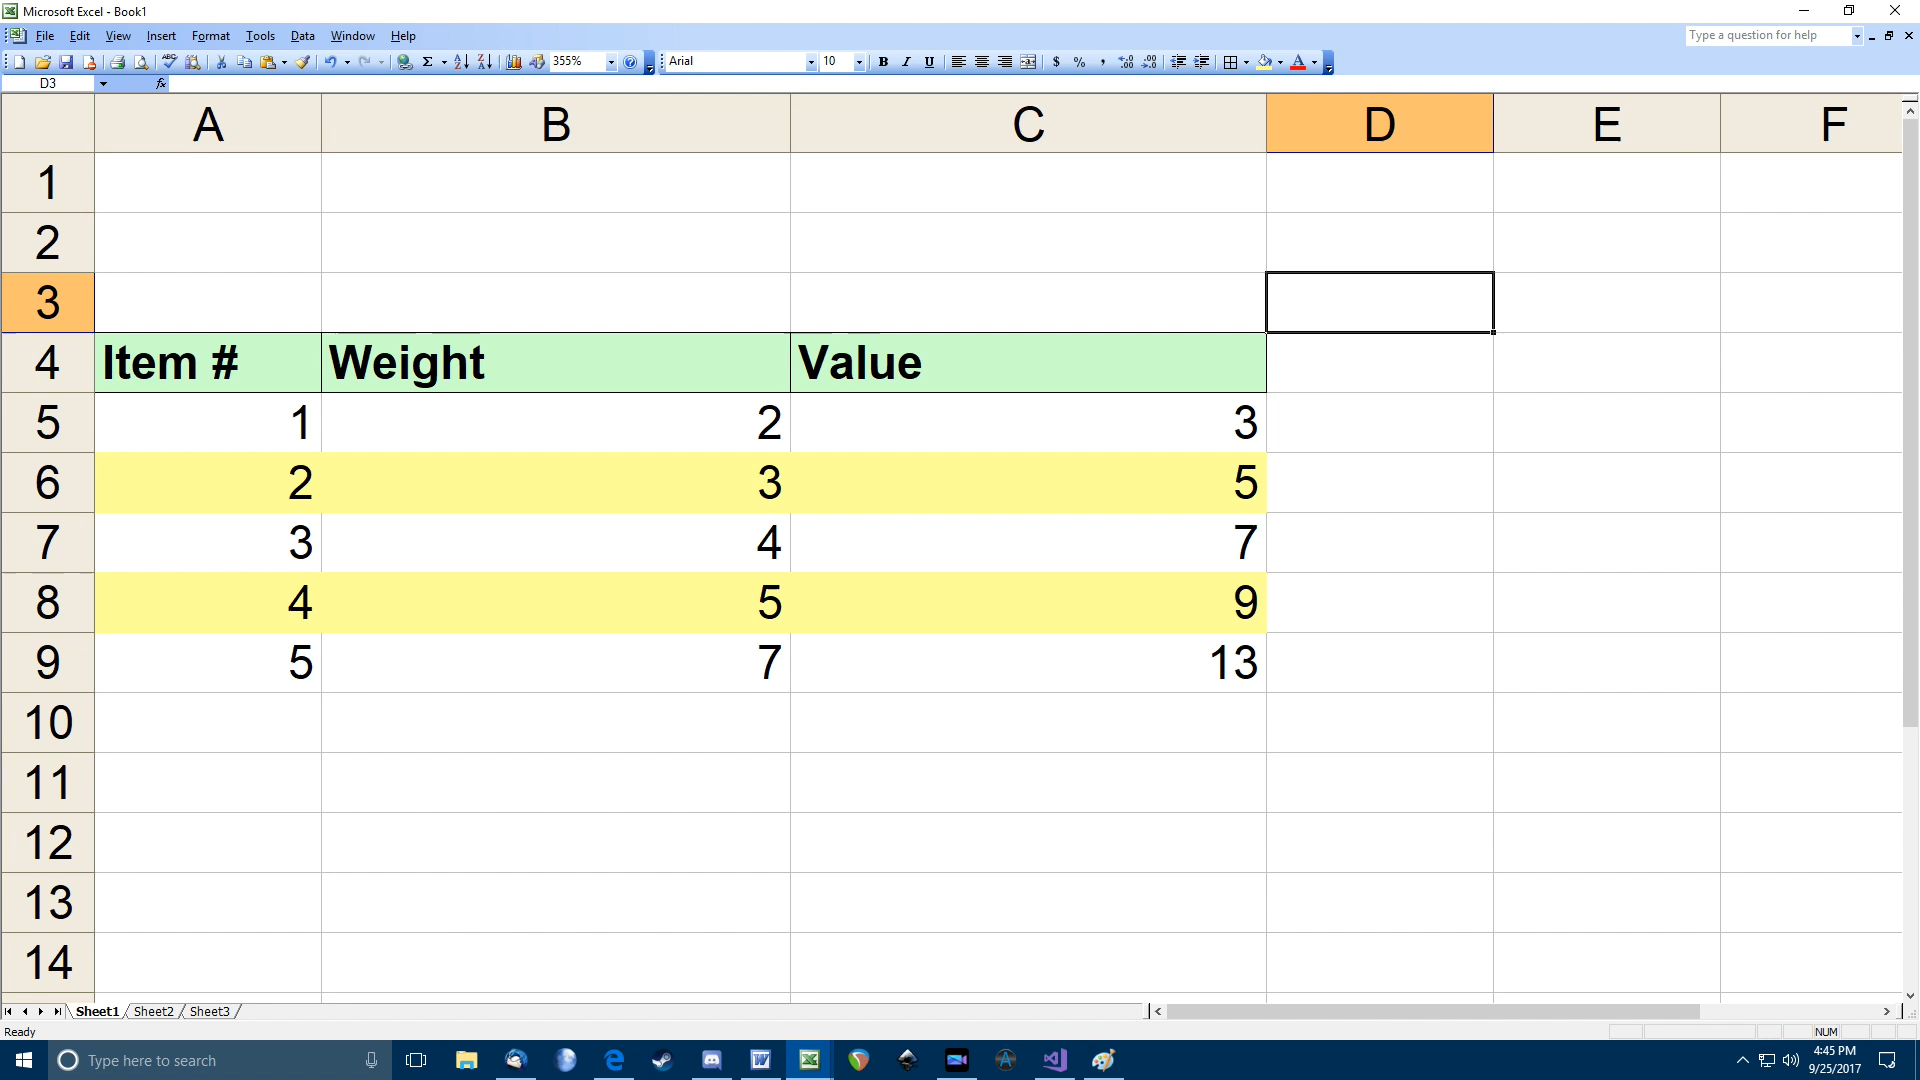 Microsoft Excel - Book1
File Edit View Insert Format Tools Data Window Help
Type a question for help
355%
Arial
10
B I U
$ % ,
D3
fx
A B C D E F
1
2
3
4 Item # Weight Value
5 1 2 3
6 2 3 5
7 3 4 7
8 4 5 9
9 5 7 13
10
11
12
13
14
Sheet1 Sheet2 Sheet3
Ready
NUM
Type here to search
4:45 PM
9/25/2017